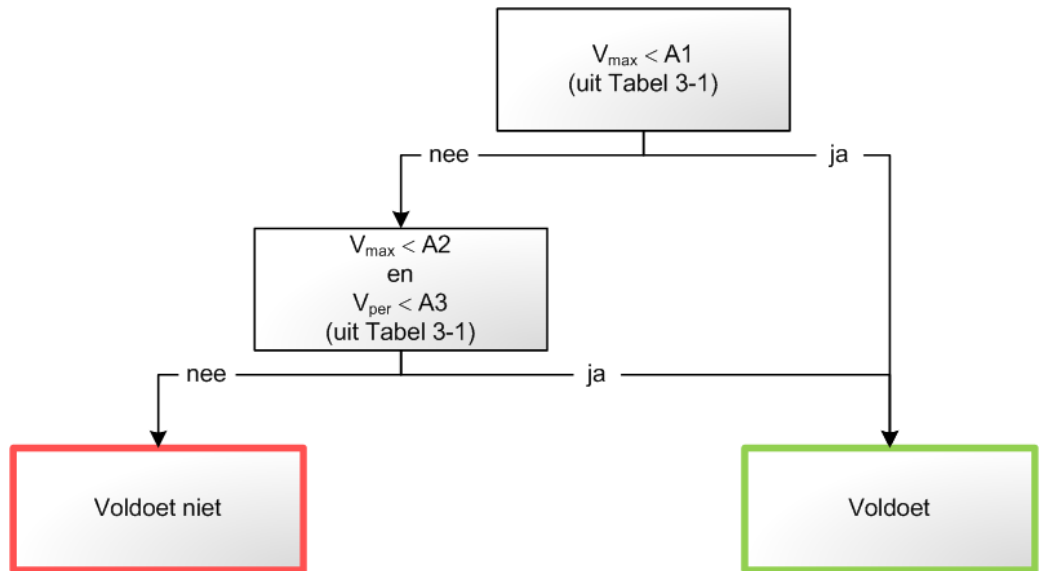 Vmax < A1
(uit Tabel 3-1)
nee
ja
Vmax < A2
en
Vper < A3
(uit Tabel 3-1)
nee
ja
Voldoet niet
Voldoet